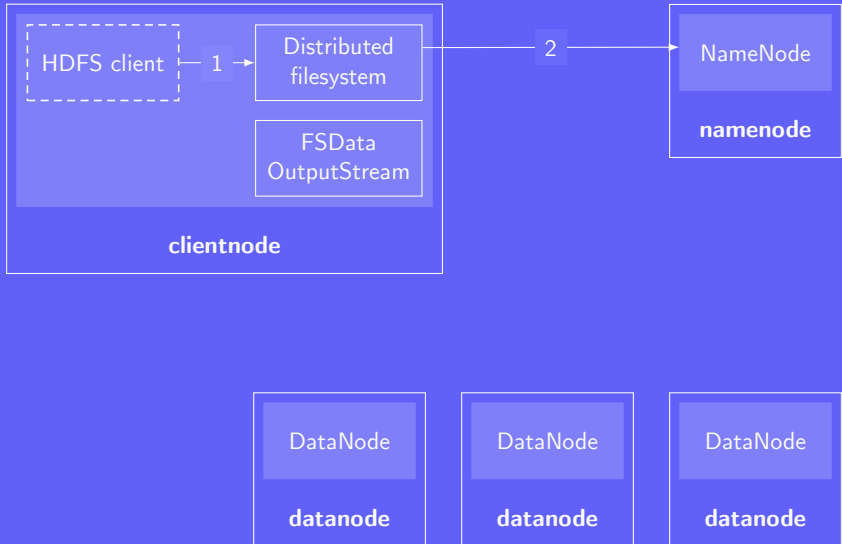 HDFS client
1
Distributed
filesystem
2
NameNode
FSData
OutputStream
namenode
clientnode
DataNode
DataNode
DataNode
datanode
datanode
datanode